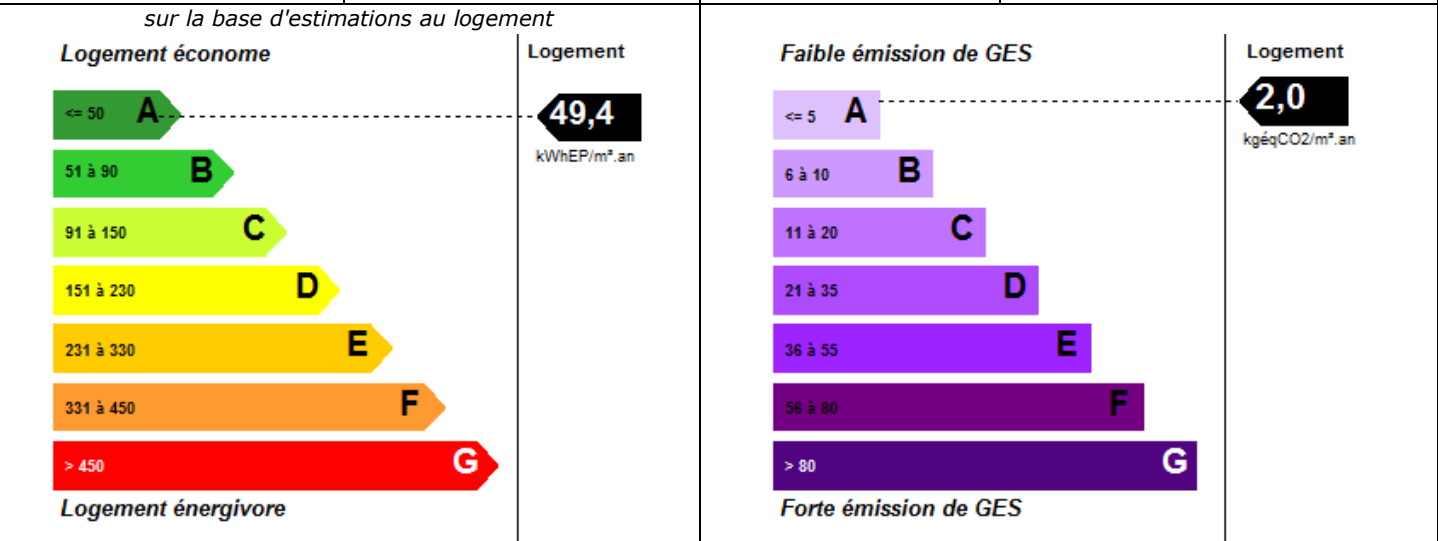 sur la base d'estimations au logement
Logement économe
Logement
<= 50 A
49,4
kWhEP/m².an
51 à 90 B
91 à 150 C
151 à 230 D
231 à 330 E
331 à 450 F
> 450 G
Logement énergivore
Faible émission de GES
Logement
<= 5 A
2,0
kgéqCO2/m².an
6 à 10 B
11 à 20 C
21 à 35 D
36 à 55 E
56 à 80 F
> 80 G
Forte émission de GES